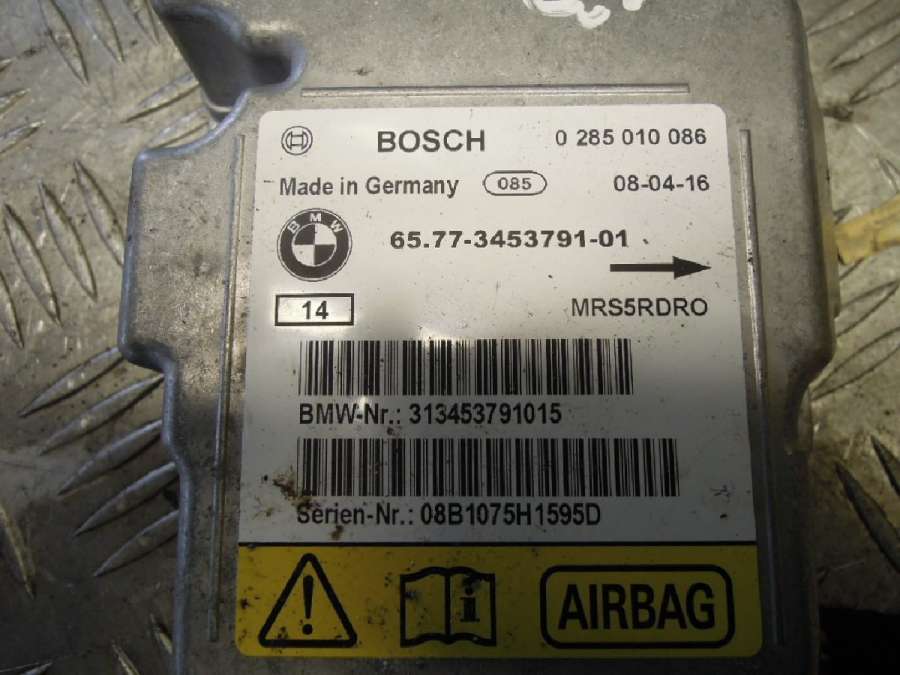 BOSCH 0 285 010 086
Made in Germany 085 08-04-16
BMW 65.77-3453791-01
14 MRS5RDRO
BMW-Nr.: 313453791015
Serien-Nr.: 08B1075H1595D
! i AIRBAG